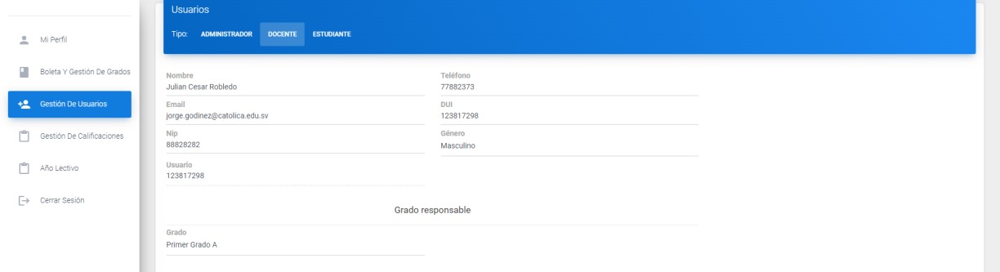 Mi Perfil
Boleta Y Gestión De Grados
Gestión De Usuarios
Gestión De Calificaciones
Año Lectivo
Cerrar Sesión
Usuarios
Tipo: ADMINISTRADOR DOCENTE ESTUDIANTE
Nombre
Julian Cesar Robledo
Teléfono
77882373
Email
jorge.godinez@catolica.edu.sv
DUI
123817298
Nip
88828282
Género
Masculino
Usuario
123817298
Grado responsable
Grado
Primer Grado A